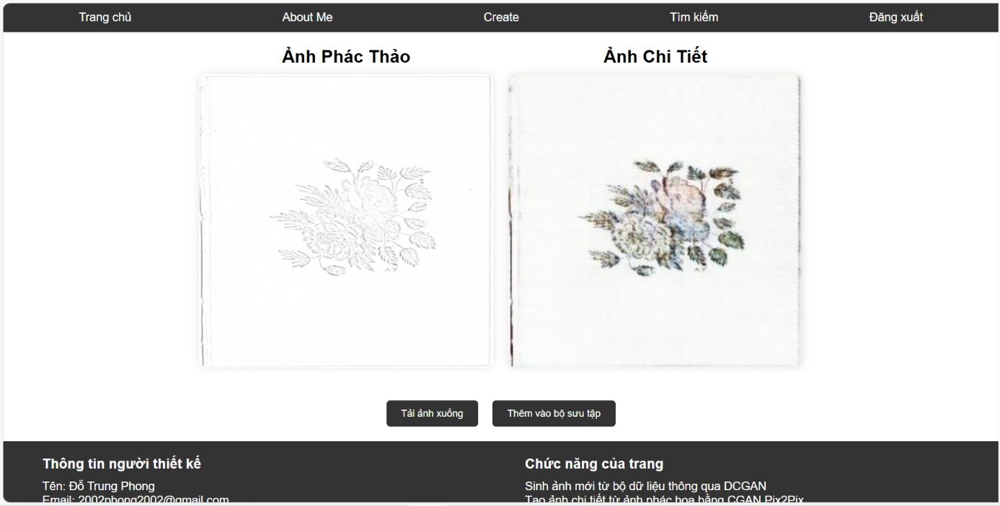 Trang chủ
About Me
Create
Tìm kiếm
Đăng xuất
Ảnh Phác Thảo
Ảnh Chi Tiết
Tải ảnh xuống
Thêm vào bộ sưu tập
Thông tin người thiết kế
Tên: Đỗ Trung Phong
Email: 2002phong2002@gmail.com
Chức năng của trang
Sinh ảnh mới từ bộ dữ liệu thông qua DCGAN
Tạo ảnh chi tiết từ ảnh phác họa bằng CGAN Pix2Pix